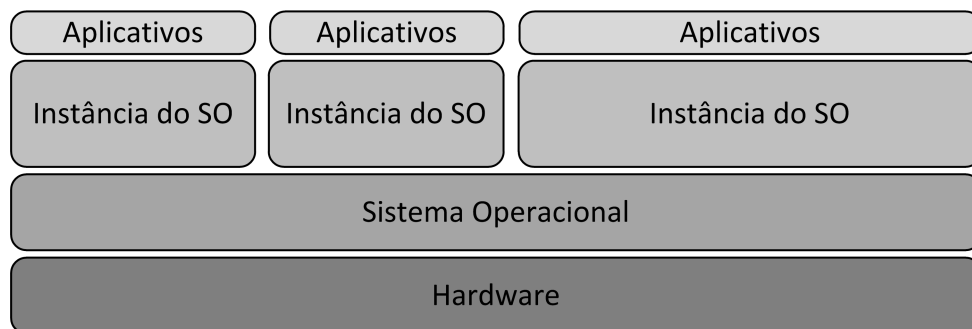 Aplicativos
Aplicativos
Aplicativos
Instância do SO
Instância do SO
Instância do SO
Sistema Operacional
Hardware